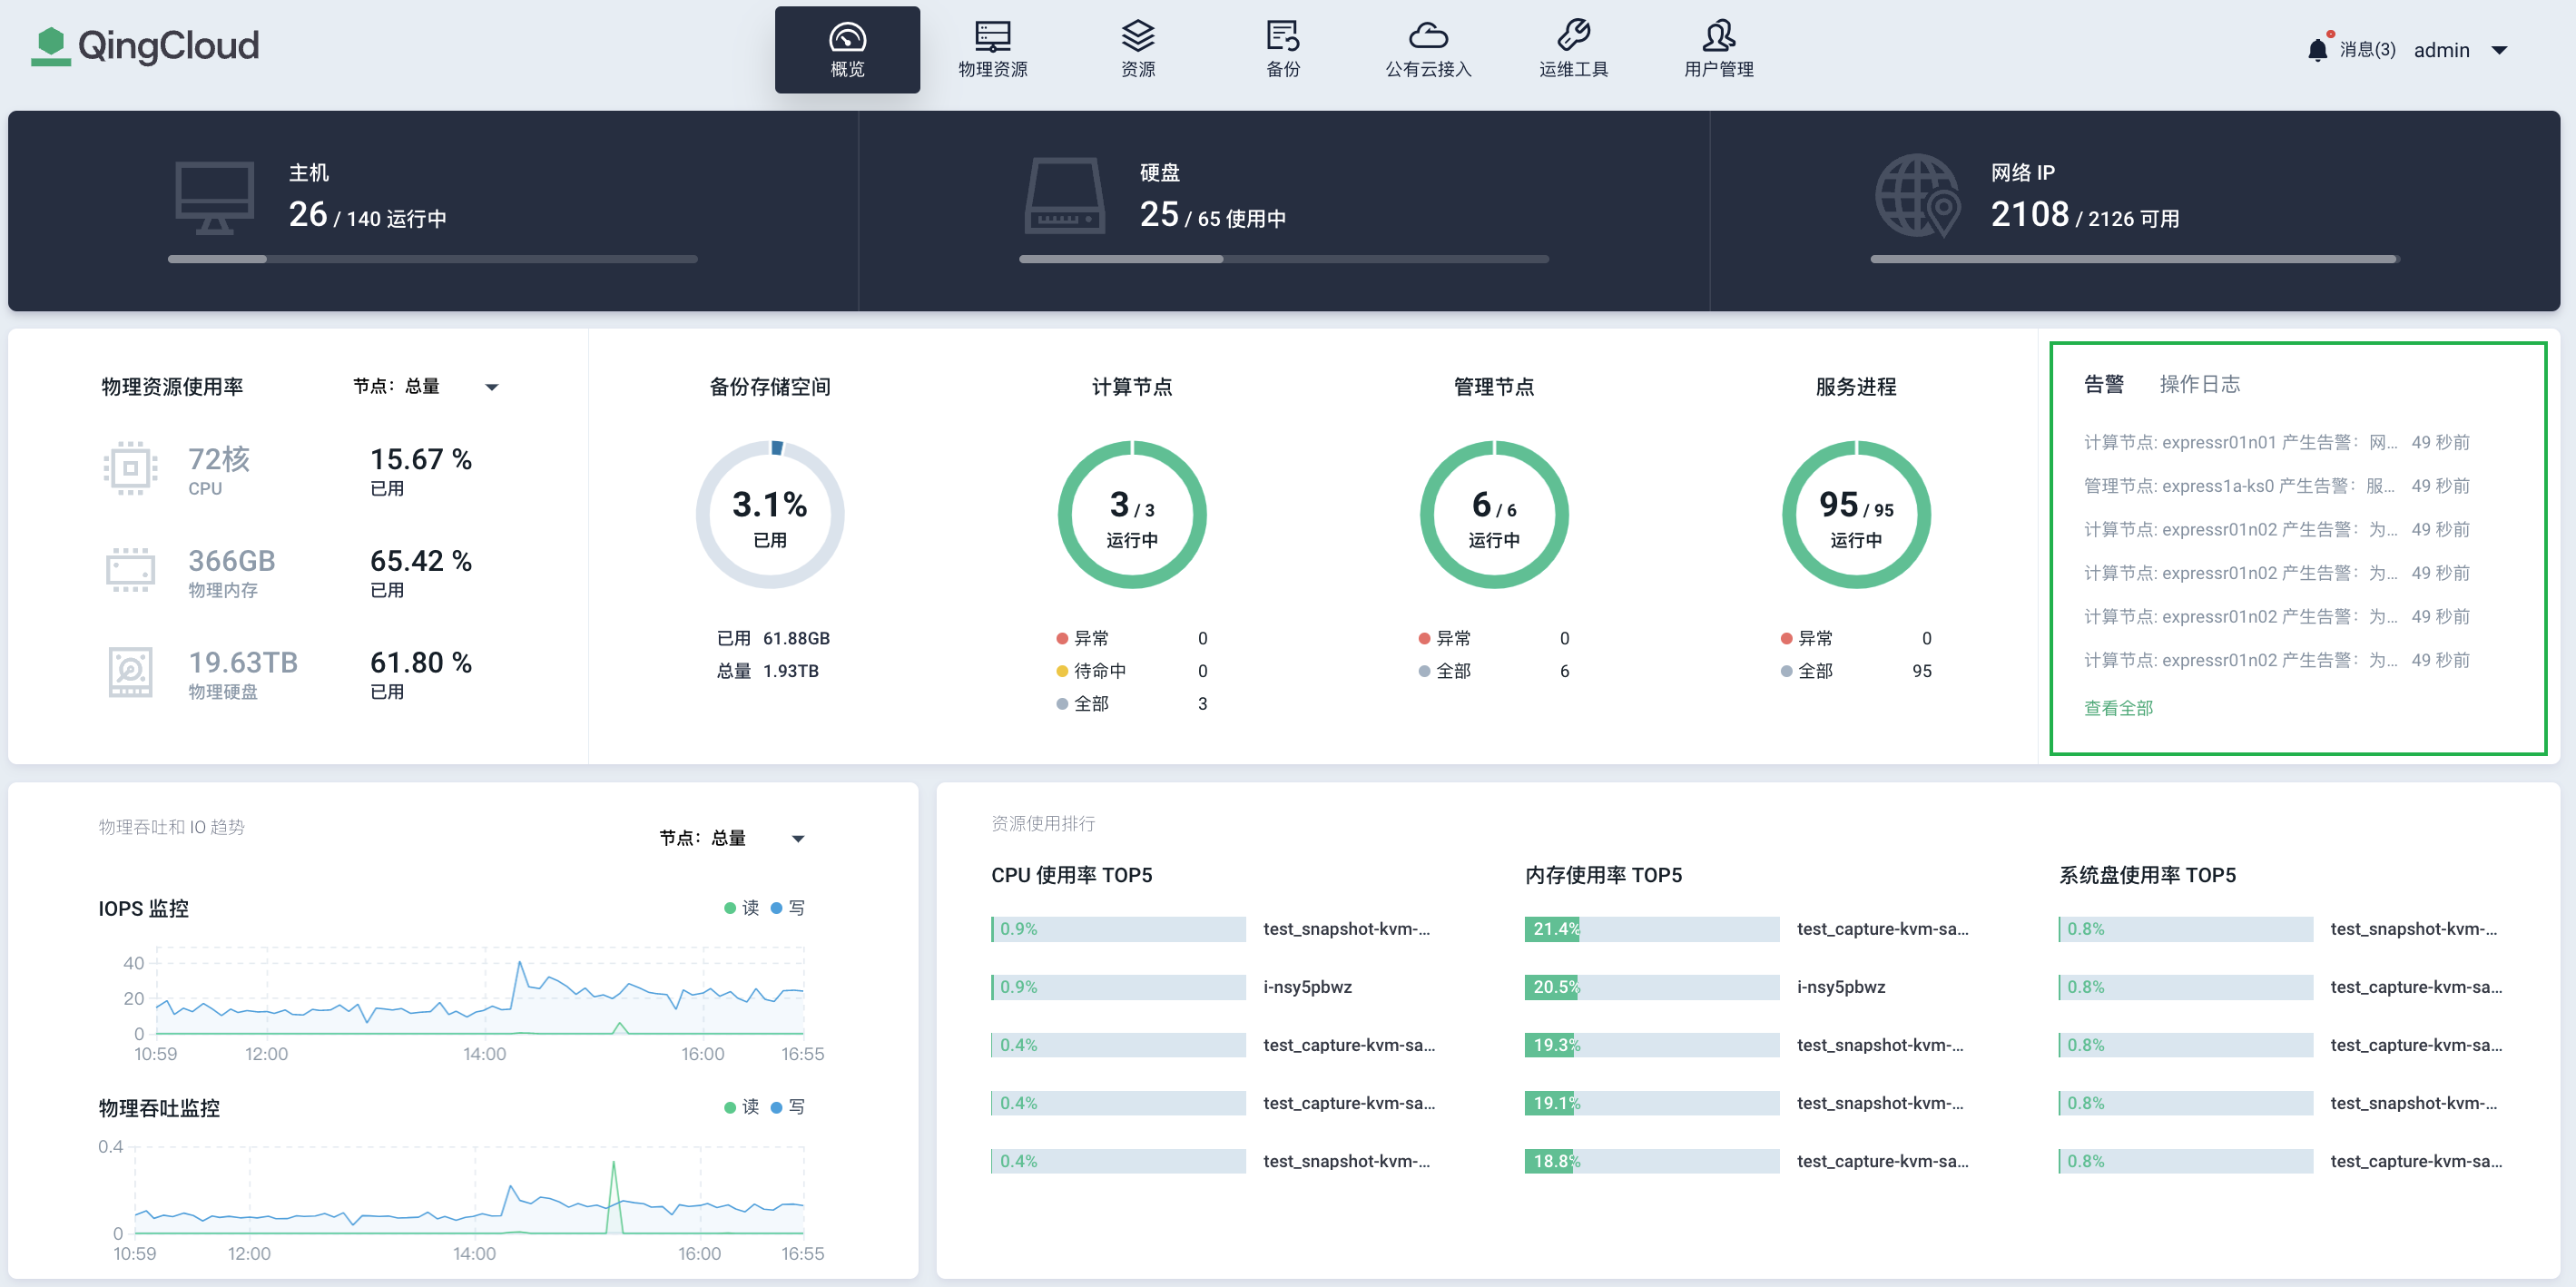 QingCloud
概览
物理资源
资源
备份
公有云接入
运维工具
用户管理
消息(3) admin
主机
26 / 140 运行中
硬盘
25 / 65 使用中
网络 IP
2108 / 2126 可用
物理资源使用率
节点：总量
72核
CPU
15.67 %
已用
366GB
物理内存
65.42 %
已用
19.63TB
物理硬盘
61.80 %
已用
备份存储空间
3.1%
已用
已用 61.88GB
总量 1.93TB
计算节点
3 / 3
运行中
异常 0
待命中 0
全部 3
管理节点
6 / 6
运行中
异常 0
全部 6
服务进程
95 / 95
运行中
异常 0
全部 95
告警 操作日志
计算节点: expressr01n01 产生告警：网... 49 秒前
管理节点: express1a-ks0 产生告警：服... 49 秒前
计算节点: expressr01n02 产生告警：为... 49 秒前
计算节点: expressr01n02 产生告警：为... 49 秒前
计算节点: expressr01n02 产生告警：为... 49 秒前
计算节点: expressr01n02 产生告警：为... 49 秒前
查看全部
物理吞吐和 IO 趋势
节点：总量
IOPS 监控
读 写
40
20
0
10:59 12:00 14:00 16:00 16:55
物理吞吐监控
读 写
0.4
0
10:59 12:00 14:00 16:00 16:55
资源使用排行
CPU 使用率 TOP5
0.9% test_snapshot-kvm-...
0.9% i-nsy5pbwz
0.4% test_capture-kvm-sa...
0.4% test_capture-kvm-sa...
0.4% test_snapshot-kvm-...
内存使用率 TOP5
21.4% test_capture-kvm-sa...
20.5% i-nsy5pbwz
19.3% test_snapshot-kvm-...
19.1% test_snapshot-kvm-...
18.8% test_capture-kvm-sa...
系统盘使用率 TOP5
0.8% test_snapshot-kvm-...
0.8% test_capture-kvm-sa...
0.8% test_capture-kvm-sa...
0.8% test_snapshot-kvm-...
0.8% test_capture-kvm-sa...